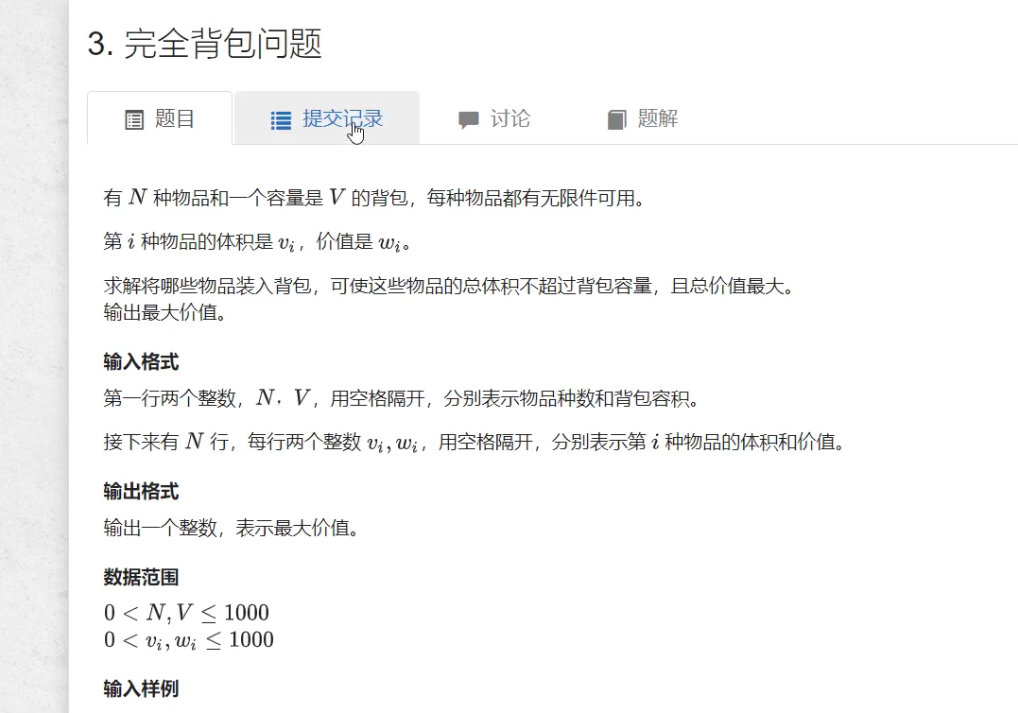 3. 完全背包问题
题目 提交记录 讨论 题解
有 N 种物品和一个容量是 V 的背包，每种物品都有无限件可用。
第 i 种物品的体积是 vᵢ，价值是 wᵢ。
求解将哪些物品装入背包，可使这些物品的总体积不超过背包容量，且总价值最大。
输出最大价值。
输入格式
第一行两个整数，N，V，用空格隔开，分别表示物品种数和背包容积。
接下来有 N 行，每行两个整数 vᵢ, wᵢ，用空格隔开，分别表示第 i 种物品的体积和价值。
输出格式
输出一个整数，表示最大价值。
数据范围
0 < N, V ≤ 1000
0 < vᵢ, wᵢ ≤ 1000
输入样例